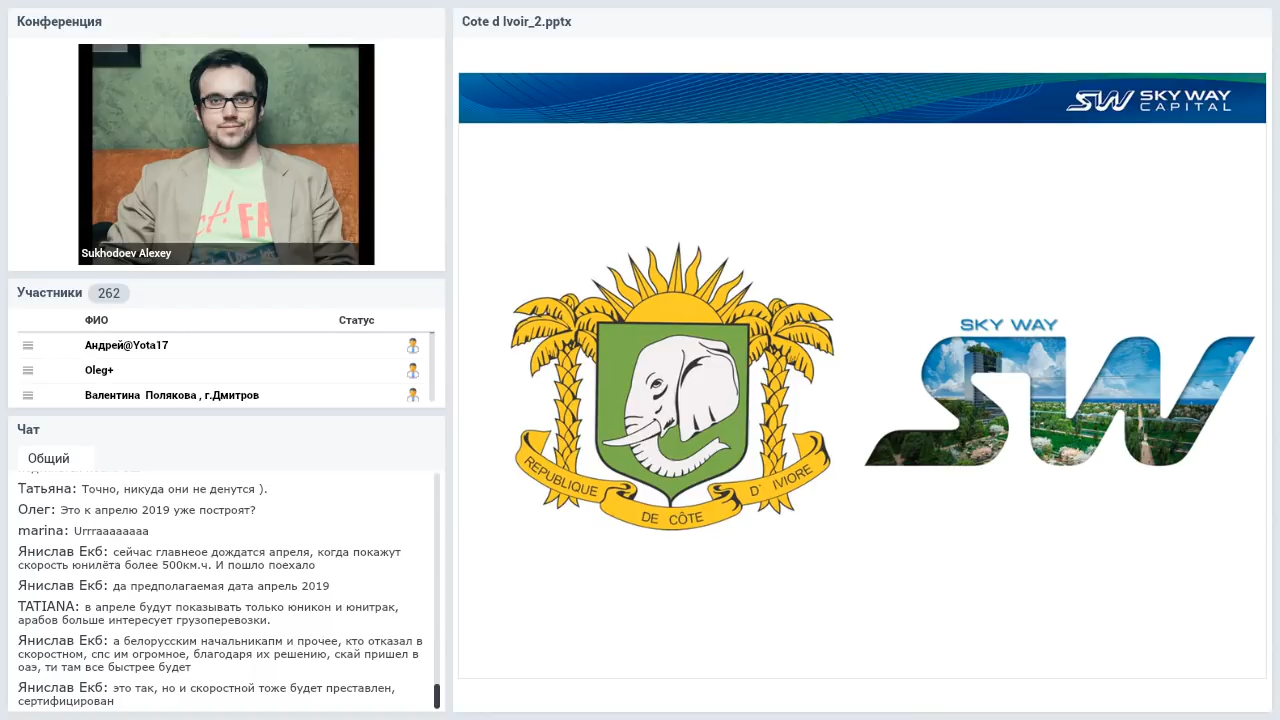 Конференция
Sukhodoev Alexey
Участники 262
ФИО Статус
Андрей@Yota17
Oleg+
Валентина Полякова , г.Дмитров
Чат
Общий
Татьяна: Точно, никуда они не денутся ).
Олег: Это к апрелю 2019 уже построят?
marina: Urrraaaaaaaa
Янислав Екб: сейчас главнеое дождатся апреля, когда покажут
скорость юнилёта более 500км.ч. И пошло поехало
Янислав Екб: да предполагаемая дата апрель 2019
TATIANA: в апреле будут показывать только юникон и юнитрак,
арабов больше интересует грузоперевозки.
Янислав Екб: а белорусским начальникапм и прочее, кто отказал в
скоростном, спс им огромное, благодаря их решению, скай пришел в
оаэ, ти там все быстрее будет
Янислав Екб: это так, но и скоростной тоже будет преставлен,
сертифицирован
Cote d Ivoir_2.pptx
SW SKY WAY
CAPITAL
REPUBLIQUE DE CÔTE D' IVIORE
SKY WAY
SW